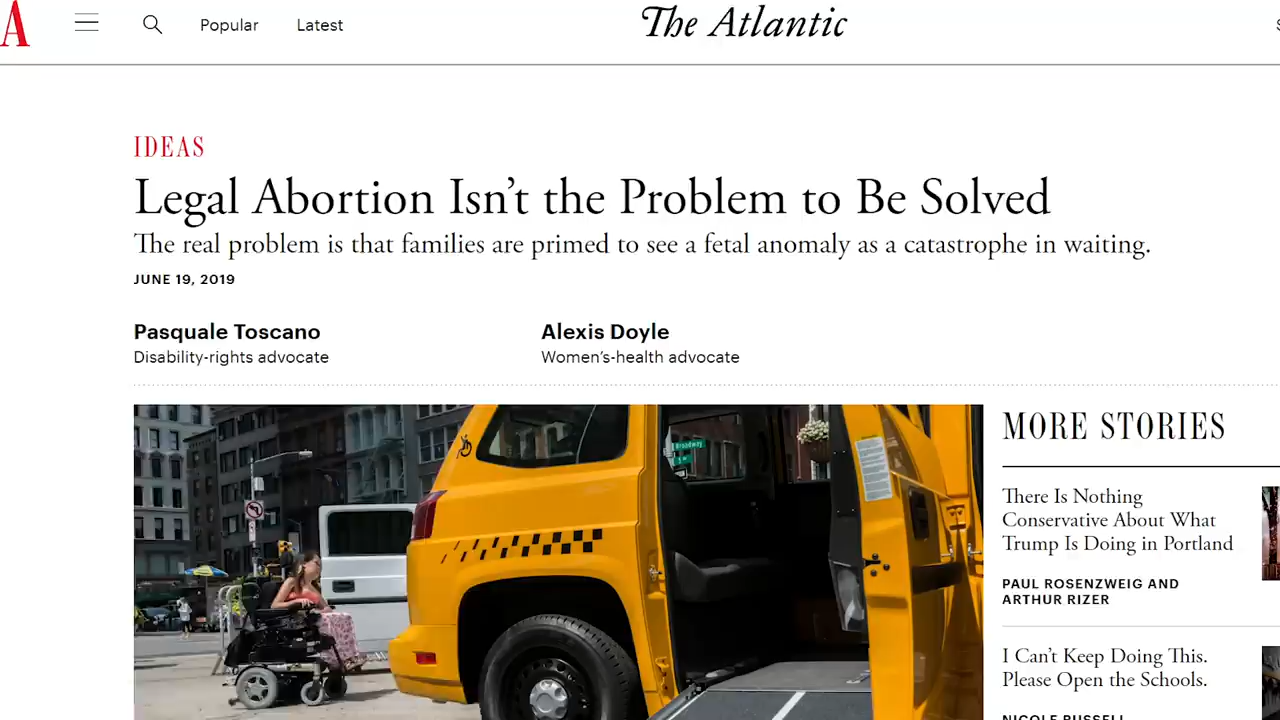 A
Popular
Latest
The Atlantic
IDEAS
Legal Abortion Isn’t the Problem to Be Solved
The real problem is that families are primed to see a fetal anomaly as a catastrophe in waiting.
JUNE 19, 2019
Pasquale Toscano
Disability-rights advocate
Alexis Doyle
Women’s-health advocate
Broadway
MORE STORIES
There Is Nothing
Conservative About What
Trump Is Doing in Portland
PAUL ROSENZWEIG AND
ARTHUR RIZER
I Can’t Keep Doing This.
Please Open the Schools.
NICOLE RUSSELL